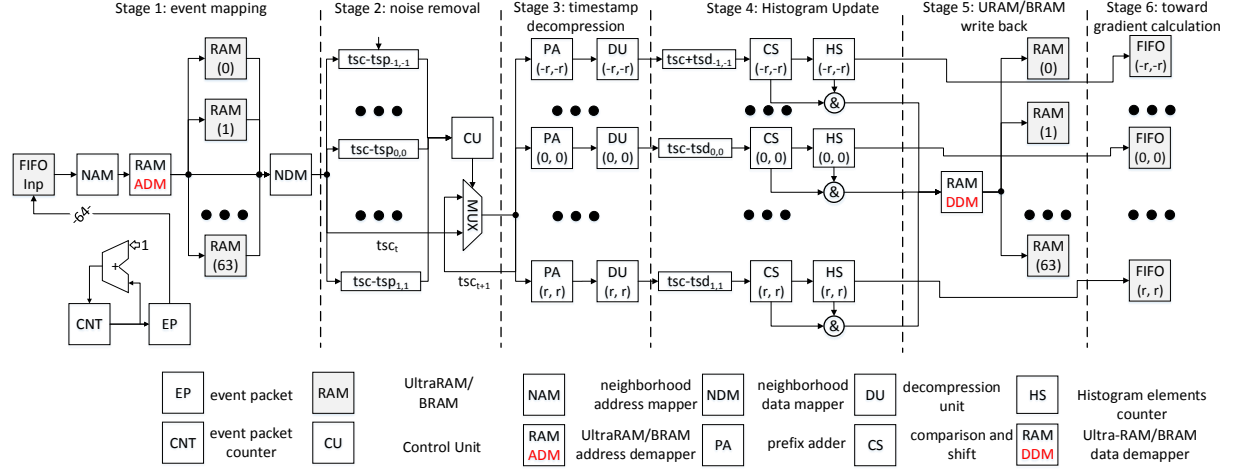 Stage 1: event mapping
Stage 2: noise removal
Stage 3: timestamp
decompression
Stage 4: Histogram Update
Stage 5: URAM/BRAM
write back
Stage 6: toward
gradient calculation
FIFO
Inp
NAM
RAM
ADM
RAM
(0)
RAM
(1)
RAM
(63)
NDM
-64-
1
+
CNT
EP
tsc-tsp-1,-1
tsc-tsp0,0
tsc-tsp1,1
CU
MUX
tsct
tsct+1
PA
(-r,-r)
DU
(-r,-r)
PA
(0, 0)
DU
(0, 0)
PA
(r, r)
DU
(r, r)
tsc+tsd-1,-1
tsc-tsd0,0
tsc-tsd1,1
CS
(-r,-r)
HS
(-r,-r)
&
CS
(0, 0)
HS
(0, 0)
&
CS
(r, r)
HS
(r, r)
&
RAM
DDM
RAM
(0)
RAM
(1)
RAM
(63)
FIFO
(-r,-r)
FIFO
(0, 0)
FIFO
(r, r)
EP
event packet
RAM
UltraRAM/
BRAM
NAM
neighborhood
address mapper
NDM
neighborhood
data mapper
DU
decompression
unit
HS
Histogram elements
counter
CNT
event packet
counter
CU
Control Unit
RAM
ADM
UltraRAM/BRAM
address demapper
PA
prefix adder
CS
comparison and
shift
RAM
DDM
Ultra-RAM/BRAM
data demapper